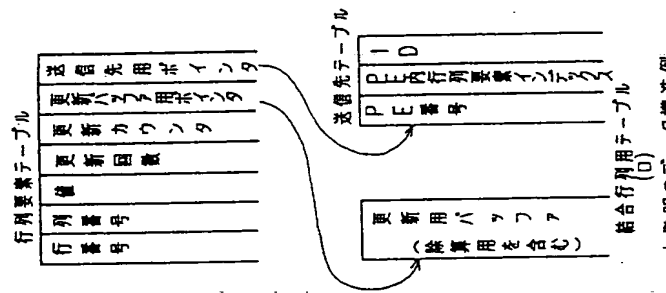 行列要素テーブル
行番号
列番号
値
更新回数
更新カウンタ
更新バッファ用ポインタ
送信先用ポインタ
送信先テーブル
PE番号
PE内行列要素インデックス
ID
更新用バッファ
(除算用を含む)
結合行列用テーブル
(ロ)